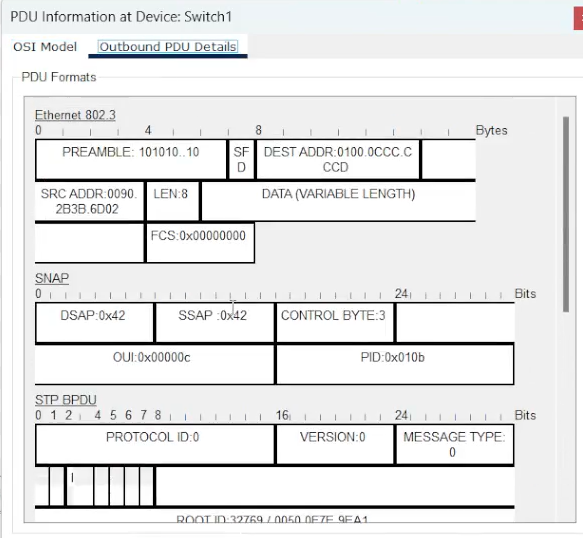 PDU Information at Device: Switch1
OSI Model Outbound PDU Details
PDU Formats
Ethernet 802.3
0 4 8 Bytes
PREAMBLE: 101010..10 SF D DEST ADDR:0100.0CCC.C CCD
SRC ADDR:0090. 2B3B.6D02 LEN:8 DATA (VARIABLE LENGTH)
FCS:0x00000000
SNAP
0 24 Bits
DSAP:0x42 SSAP :0x42 CONTROL BYTE:3
OUI:0x00000c PID:0x010b
STP BPDU
0 1 2 4 5 6 7 8 16 24 Bits
PROTOCOL ID:0 VERSION:0 MESSAGE TYPE: 0
ROOT ID:32769 / 0050.0F7E.9EA1